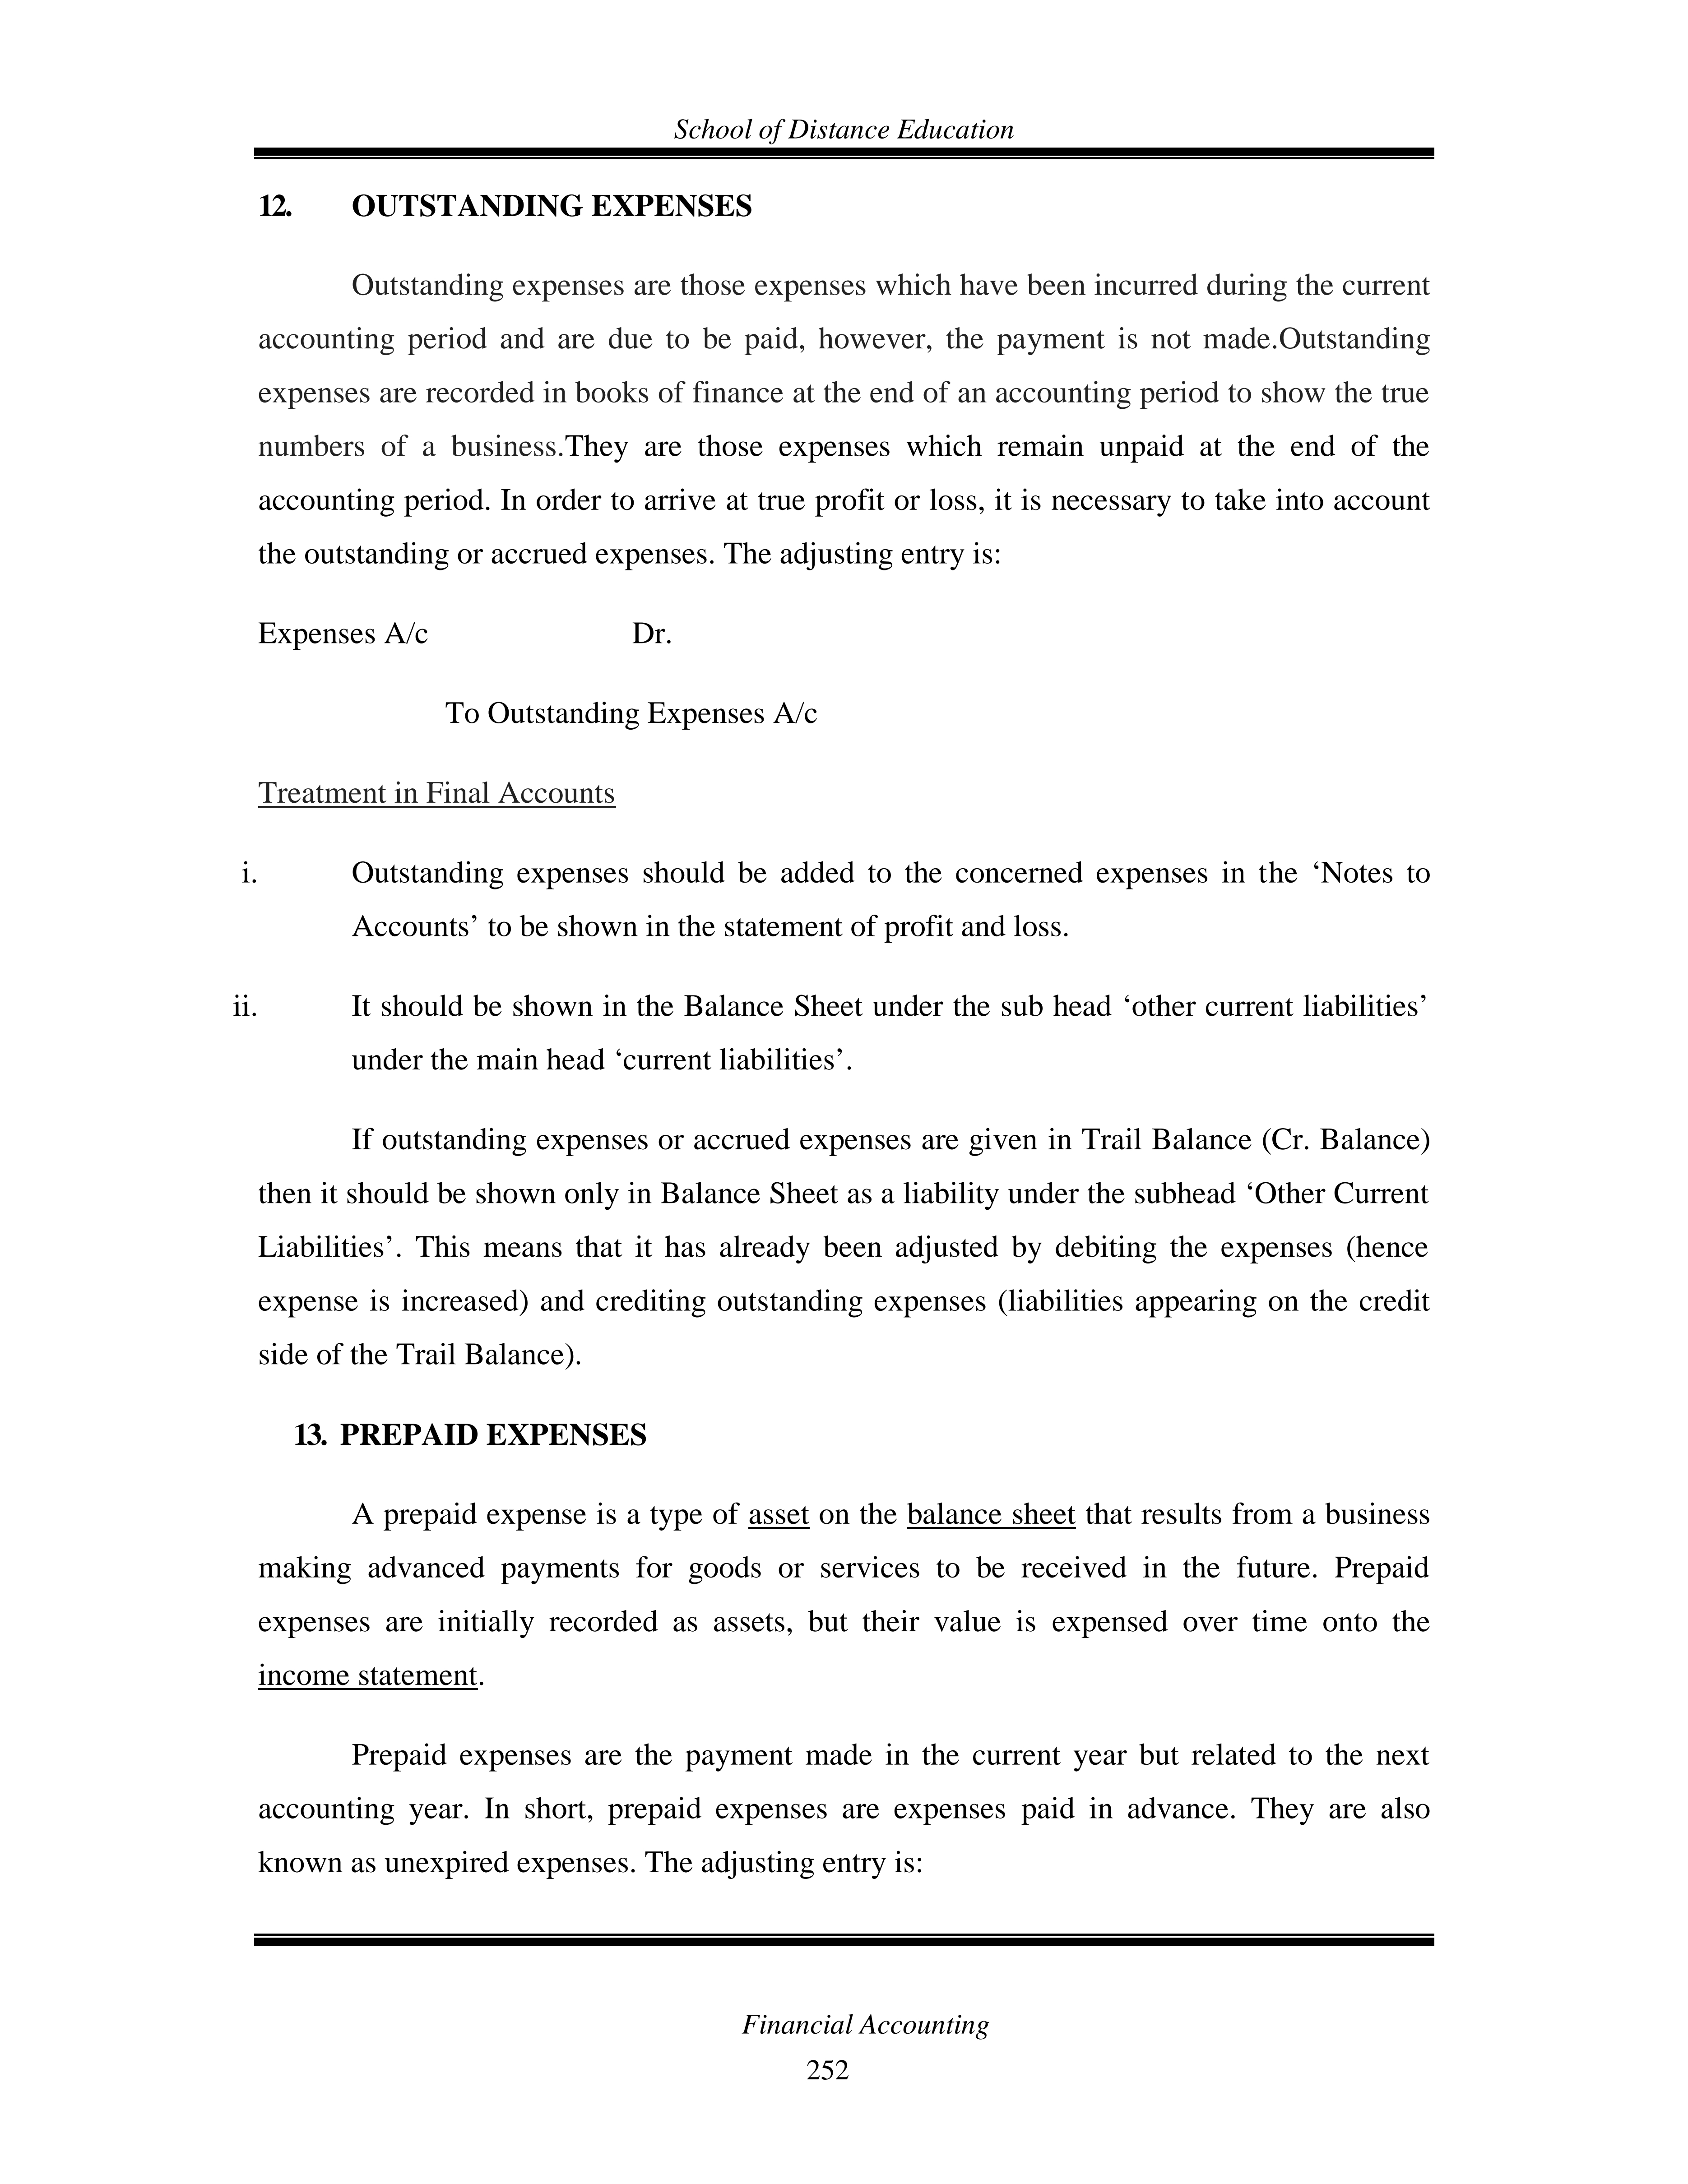 School of Distance Education
12. OUTSTANDING EXPENSES
Outstanding expenses are those expenses which have been incurred during the current
accounting period and are due to be paid, however, the payment is not made.Outstanding
expenses are recorded in books of finance at the end of an accounting period to show the true
numbers of a business.They are those expenses which remain unpaid at the end of the
accounting period. In order to arrive at true profit or loss, it is necessary to take into account
the outstanding or accrued expenses. The adjusting entry is:
Expenses A/c Dr.
To Outstanding Expenses A/c
Treatment in Final Accounts
i. Outstanding expenses should be added to the concerned expenses in the ‘Notes to
Accounts’ to be shown in the statement of profit and loss.
ii. It should be shown in the Balance Sheet under the sub head ‘other current liabilities’
under the main head ‘current liabilities’.
If outstanding expenses or accrued expenses are given in Trail Balance (Cr. Balance)
then it should be shown only in Balance Sheet as a liability under the subhead ‘Other Current
Liabilities’. This means that it has already been adjusted by debiting the expenses (hence
expense is increased) and crediting outstanding expenses (liabilities appearing on the credit
side of the Trail Balance).
13. PREPAID EXPENSES
A prepaid expense is a type of asset on the balance sheet that results from a business
making advanced payments for goods or services to be received in the future. Prepaid
expenses are initially recorded as assets, but their value is expensed over time onto the
income statement.
Prepaid expenses are the payment made in the current year but related to the next
accounting year. In short, prepaid expenses are expenses paid in advance. They are also
known as unexpired expenses. The adjusting entry is:
Financial Accounting
252